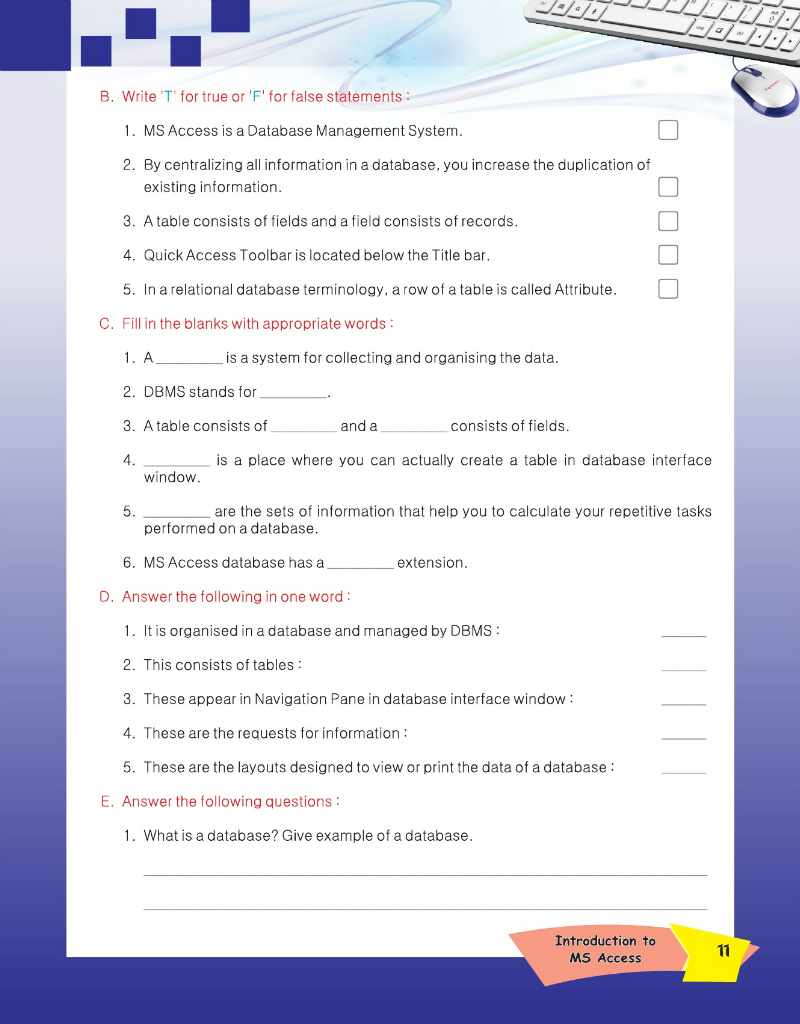 B. Write 'T' for true or 'F' for false statements :
1. MS Access is a Database Management System.
2. By centralizing all information in a database, you increase the duplication of
existing information.
3. A table consists of fields and a field consists of records.
4. Quick Access Toolbar is located below the Title bar.
5. In a relational database terminology, a row of a table is called Attribute.
C. Fill in the blanks with appropriate words :
1. A _________ is a system for collecting and organising the data.
2. DBMS stands for _________.
3. A table consists of _________ and a _________ consists of fields.
4. _________ is a place where you can actually create a table in database interface
window.
5. _________ are the sets of information that help you to calculate your repetitive tasks
performed on a database.
6. MS Access database has a _________ extension.
D. Answer the following in one word :
1. It is organised in a database and managed by DBMS : ______
2. This consists of tables : ______
3. These appear in Navigation Pane in database interface window : ______
4. These are the requests for information : ______
5. These are the layouts designed to view or print the data of a database : ______
E. Answer the following questions :
1. What is a database? Give example of a database.
Introduction to
MS Access
11